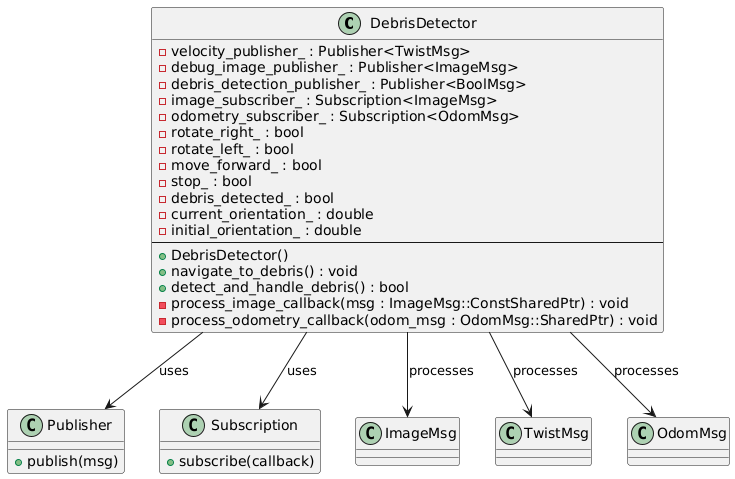 C DebrisDetector
velocity_publisher_ : Publisher<TwistMsg>
debug_image_publisher_ : Publisher<ImageMsg>
debris_detection_publisher_ : Publisher<BoolMsg>
image_subscriber_ : Subscription<ImageMsg>
odometry_subscriber_ : Subscription<OdomMsg>
rotate_right_ : bool
rotate_left_ : bool
move_forward_ : bool
stop_ : bool
debris_detected_ : bool
current_orientation_ : double
initial_orientation_ : double
DebrisDetector()
navigate_to_debris() : void
detect_and_handle_debris() : bool
process_image_callback(msg : ImageMsg::ConstSharedPtr) : void
process_odometry_callback(odom_msg : OdomMsg::SharedPtr) : void
uses
uses
processes
processes
processes
C Publisher
publish(msg)
C Subscription
subscribe(callback)
C ImageMsg
C TwistMsg
C OdomMsg